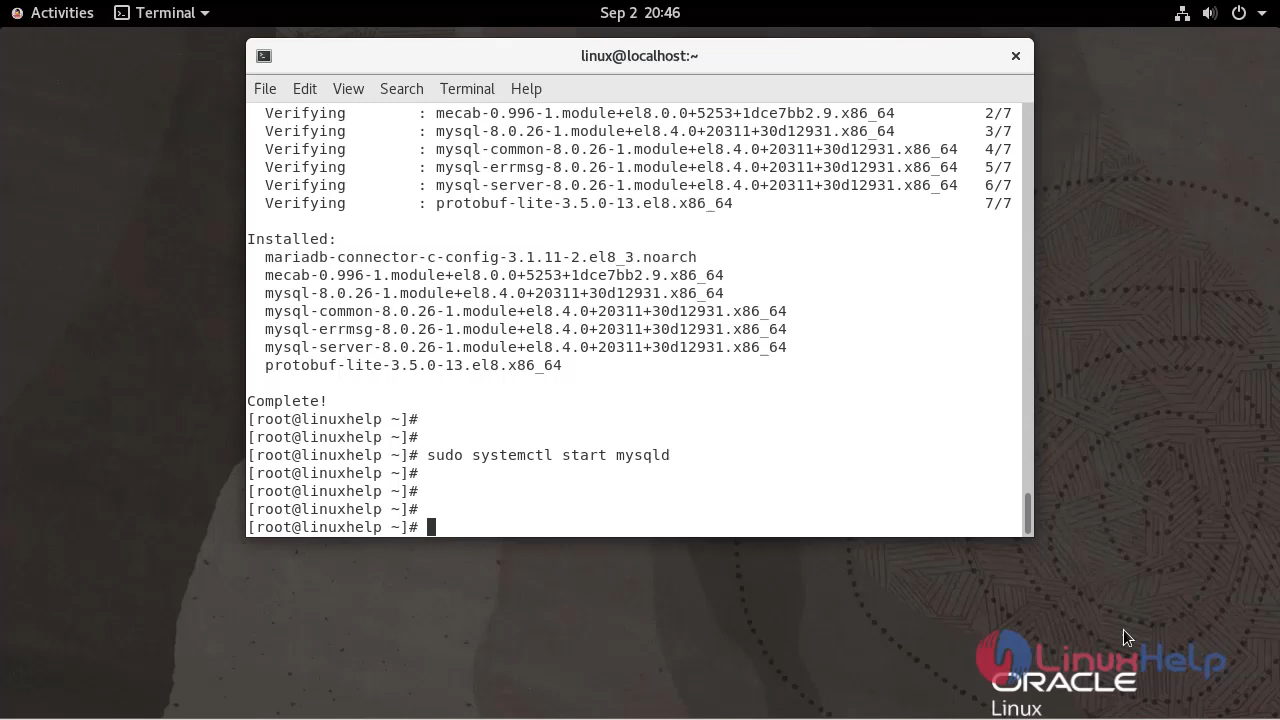 Activities Terminal Sep 2 20:46
linux@localhost:~
File Edit View Search Terminal Help
Verifying : mecab-0.996-1.module+el8.0.0+5253+1dce7bb2.9.x86_64 2/7
Verifying : mysql-8.0.26-1.module+el8.4.0+20311+30d12931.x86_64 3/7
Verifying : mysql-common-8.0.26-1.module+el8.4.0+20311+30d12931.x86_64 4/7
Verifying : mysql-errmsg-8.0.26-1.module+el8.4.0+20311+30d12931.x86_64 5/7
Verifying : mysql-server-8.0.26-1.module+el8.4.0+20311+30d12931.x86_64 6/7
Verifying : protobuf-lite-3.5.0-13.el8.x86_64 7/7
Installed:
mariadb-connector-c-config-3.1.11-2.el8_3.noarch
mecab-0.996-1.module+el8.0.0+5253+1dce7bb2.9.x86_64
mysql-8.0.26-1.module+el8.4.0+20311+30d12931.x86_64
mysql-common-8.0.26-1.module+el8.4.0+20311+30d12931.x86_64
mysql-errmsg-8.0.26-1.module+el8.4.0+20311+30d12931.x86_64
mysql-server-8.0.26-1.module+el8.4.0+20311+30d12931.x86_64
protobuf-lite-3.5.0-13.el8.x86_64
Complete!
[root@linuxhelp ~]#
[root@linuxhelp ~]#
[root@linuxhelp ~]# sudo systemctl start mysqld
[root@linuxhelp ~]#
[root@linuxhelp ~]#
[root@linuxhelp ~]#
[root@linuxhelp ~]#
LinuxHelp
ORACLE
Linux